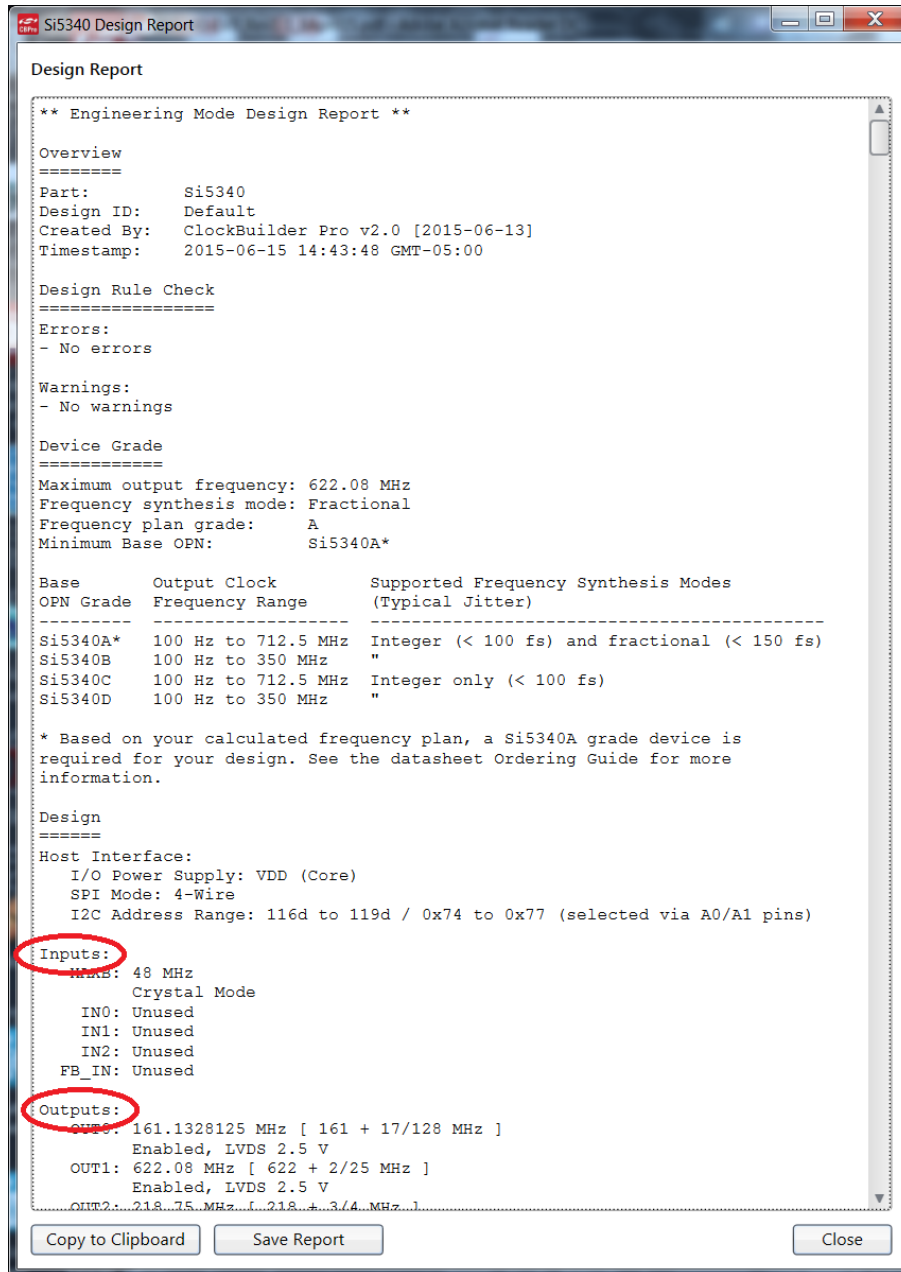 Si5340 Design Report
Design Report
** Engineering Mode Design Report **
Overview
========
Part: Si5340
Design ID: Default
Created By: ClockBuilder Pro v2.0 [2015-06-13]
Timestamp: 2015-06-15 14:43:48 GMT-05:00
Design Rule Check
=================
Errors:
- No errors
Warnings:
- No warnings
Device Grade
============
Maximum output frequency: 622.08 MHz
Frequency synthesis mode: Fractional
Frequency plan grade: A
Minimum Base OPN: Si5340A*
Base Output Clock Supported Frequency Synthesis Modes
OPN Grade Frequency Range (Typical Jitter)
--------- ------------------- --------------------------------------------
Si5340A* 100 Hz to 712.5 MHz Integer (< 100 fs) and fractional (< 150 fs)
Si5340B 100 Hz to 350 MHz "
Si5340C 100 Hz to 712.5 MHz Integer only (< 100 fs)
Si5340D 100 Hz to 350 MHz "
* Based on your calculated frequency plan, a Si5340A grade device is
required for your design. See the datasheet Ordering Guide for more
information.
Design
======
Host Interface:
I/O Power Supply: VDD (Core)
SPI Mode: 4-Wire
I2C Address Range: 116d to 119d / 0x74 to 0x77 (selected via A0/A1 pins)
Inputs:
XAXB: 48 MHz
Crystal Mode
IN0: Unused
IN1: Unused
IN2: Unused
FB_IN: Unused
Outputs:
OUT0: 161.1328125 MHz [ 161 + 17/128 MHz ]
Enabled, LVDS 2.5 V
OUT1: 622.08 MHz [ 622 + 2/25 MHz ]
Enabled, LVDS 2.5 V
OUT2: 218.75 MHz [ 218 + 3/4 MHz ]
Copy to Clipboard Save Report Close